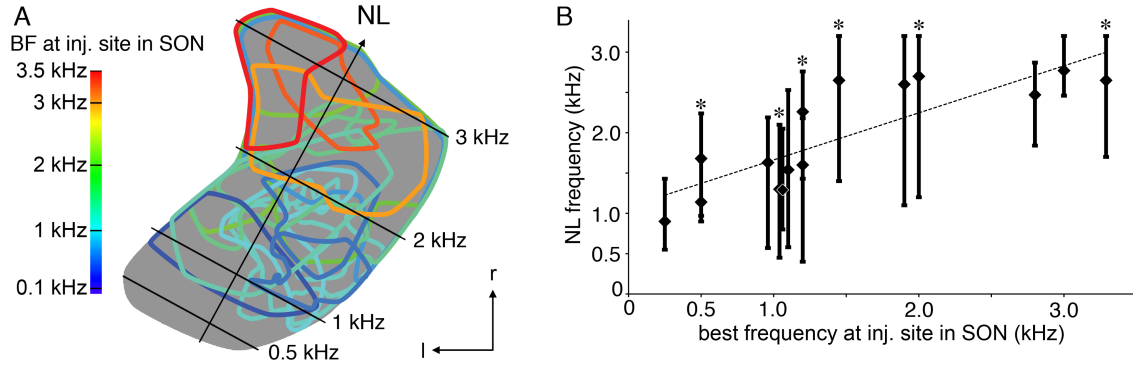 A
NL
BF at inj. site in SON
3.5 kHz
3 kHz
2 kHz
1 kHz
0.1 kHz
3 kHz
2 kHz
1 kHz
0.5 kHz
r
l
B
NL frequency (kHz)
3.0
2.0
1.0
0.5
0
* * * * * *
0 0.5 1.0 2.0 3.0
best frequency at inj. site in SON (kHz)